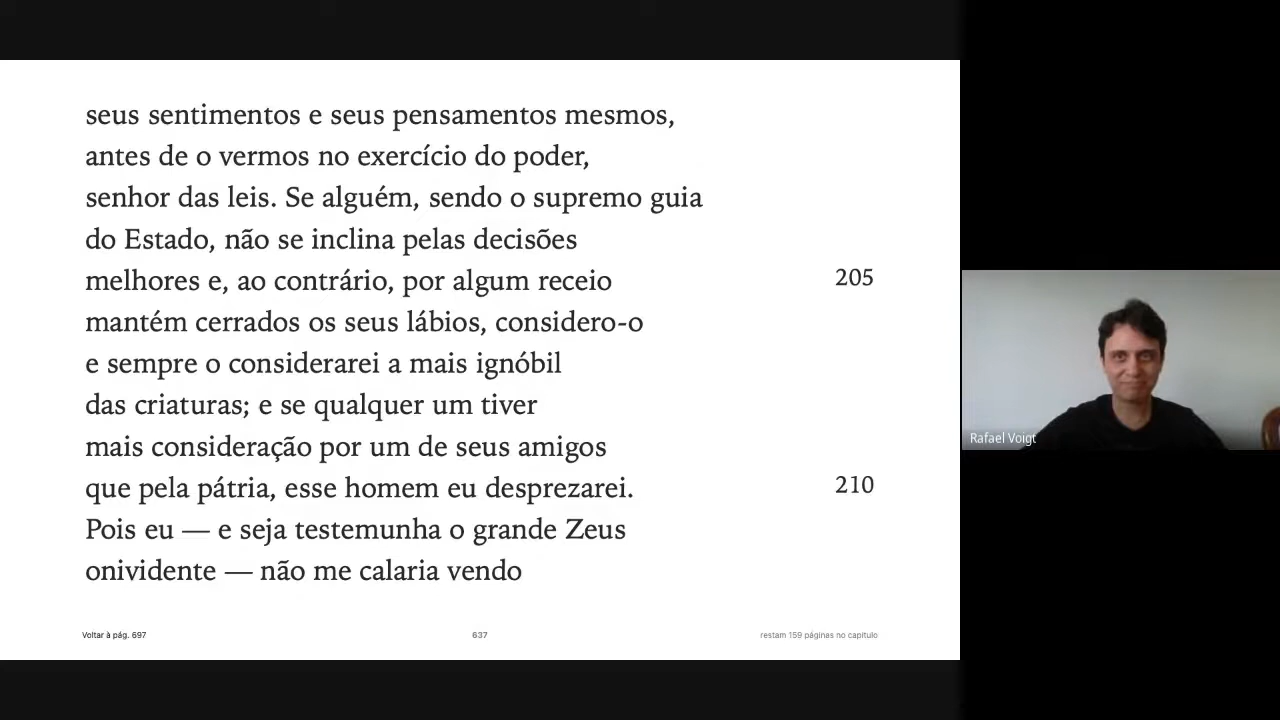 seus sentimentos e seus pensamentos mesmos,
antes de o vermos no exercício do poder,
senhor das leis. Se alguém, sendo o supremo guia
do Estado, não se inclina pelas decisões
melhores e, ao contrário, por algum receio
205
mantém cerrados os seus lábios, considero-o
e sempre o considerarei a mais ignóbil
das criaturas; e se qualquer um tiver
mais consideração por um de seus amigos
que pela pátria, esse homem eu desprezarei.
210
Pois eu — e seja testemunha o grande Zeus
onividente — não me calaria vendo
Voltar à pág. 697
637
restam 159 páginas no capítulo
Rafael Voigt